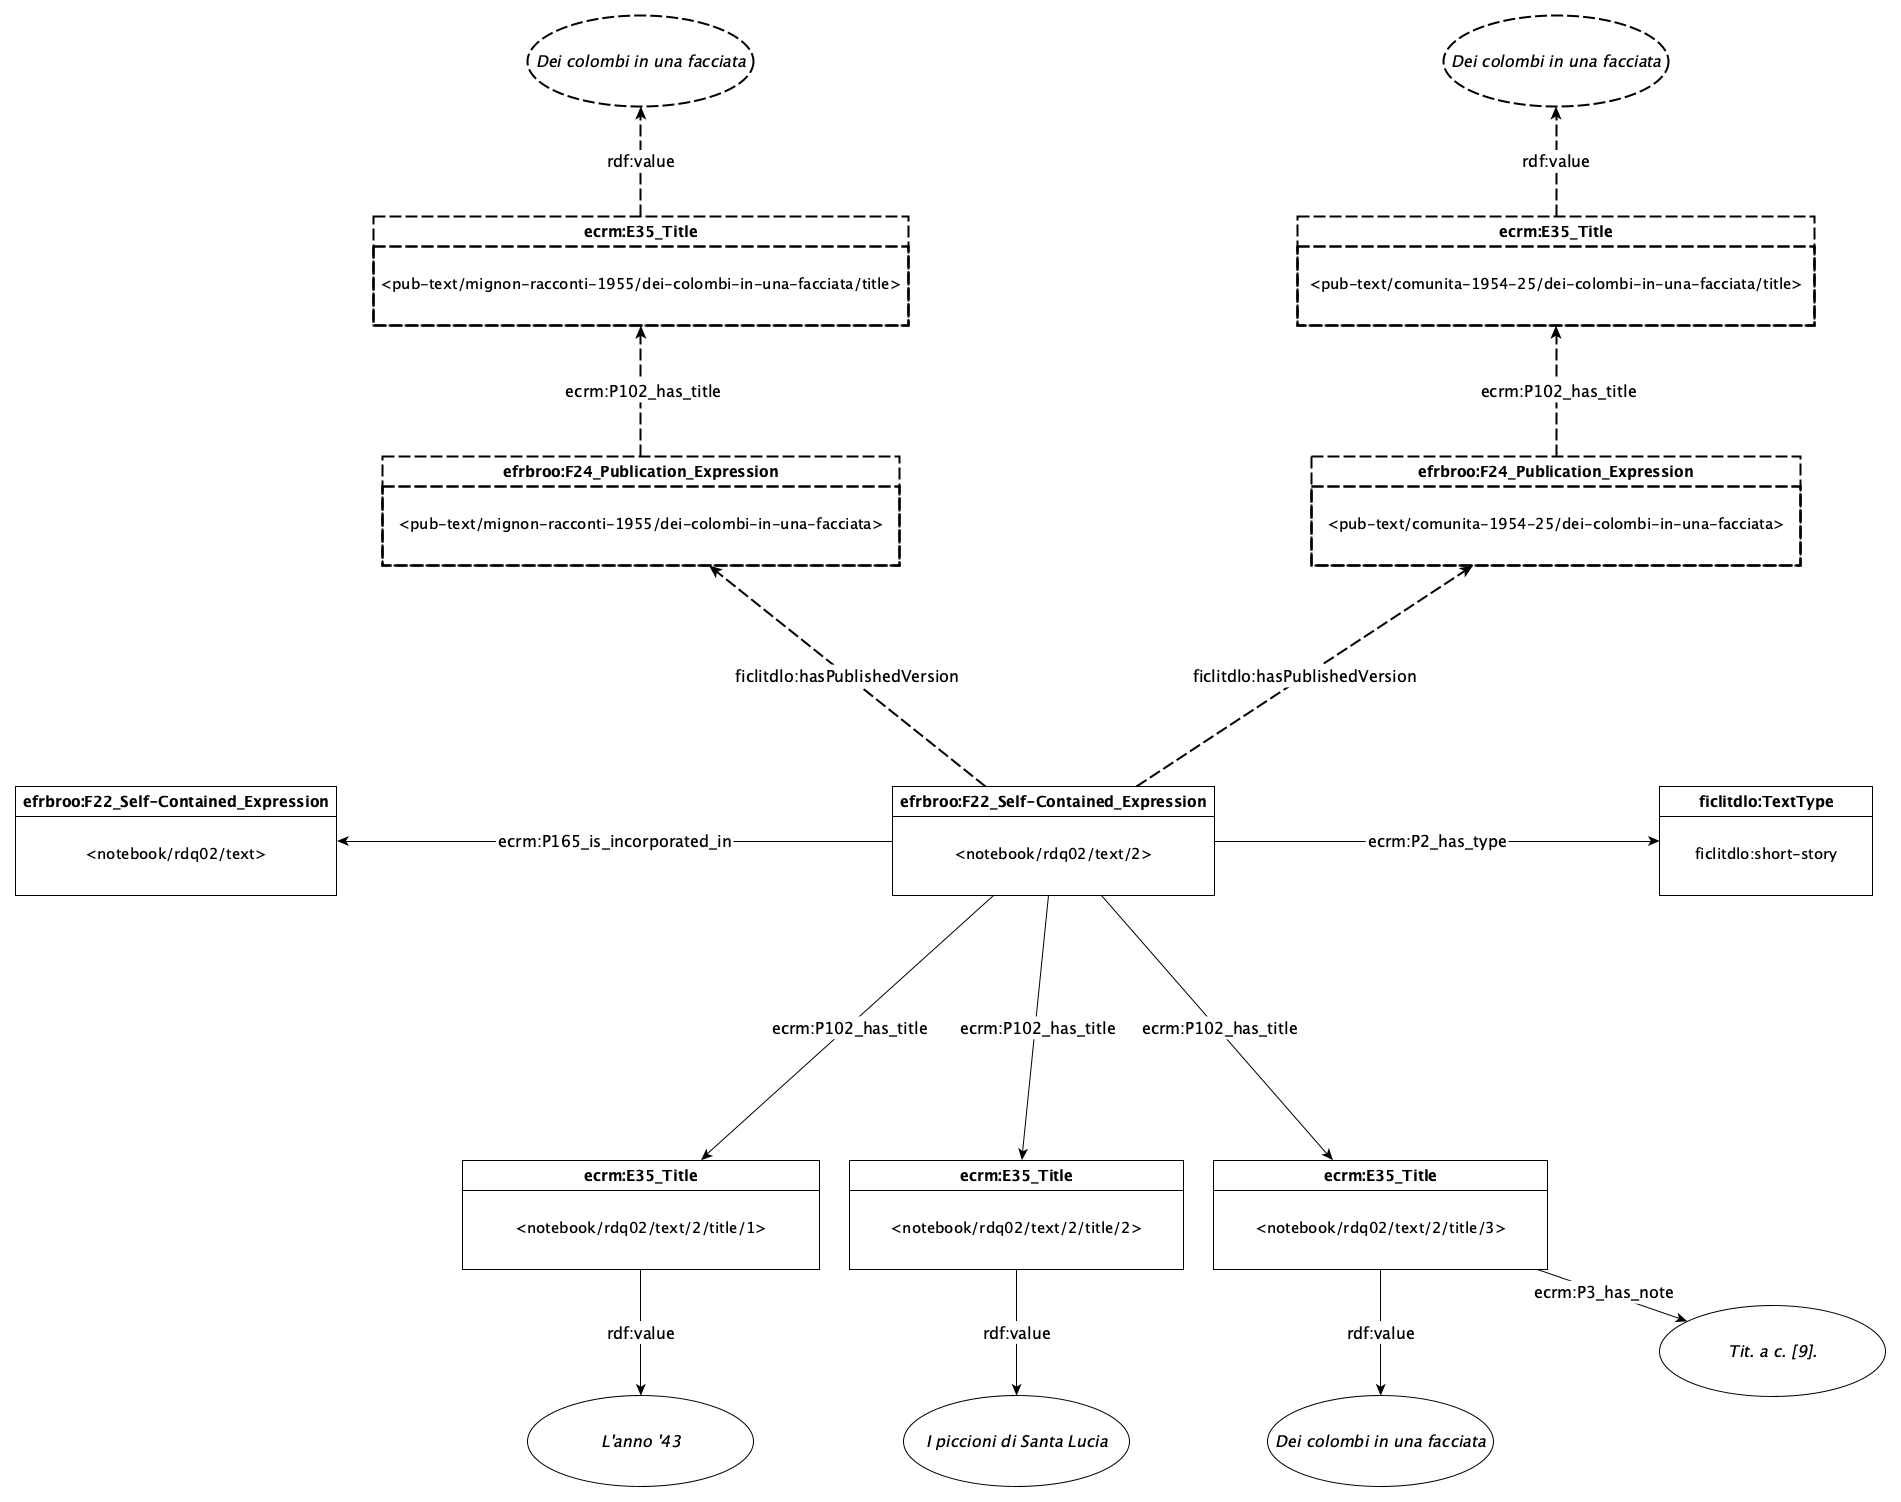 Dei colombi in una facciata
Dei colombi in una facciata
rdf:value
rdf:value
ecrm:E35_Title
<pub-text/mignon-racconti-1955/dei-colombi-in-una-facciata/title>
ecrm:E35_Title
<pub-text/comunita-1954-25/dei-colombi-in-una-facciata/title>
ecrm:P102_has_title
ecrm:P102_has_title
efrbroo:F24_Publication_Expression
<pub-text/mignon-racconti-1955/dei-colombi-in-una-facciata>
efrbroo:F24_Publication_Expression
<pub-text/comunita-1954-25/dei-colombi-in-una-facciata>
ficlitdlo:hasPublishedVersion
ficlitdlo:hasPublishedVersion
efrbroo:F22_Self-Contained_Expression
<notebook/rdq02/text>
ecrm:P165_is_incorporated_in
efrbroo:F22_Self-Contained_Expression
<notebook/rdq02/text/2>
ecrm:P2_has_type
ficlitdlo:TextType
ficlitdlo:short-story
ecrm:P102_has_title
ecrm:P102_has_title
ecrm:P102_has_title
ecrm:E35_Title
<notebook/rdq02/text/2/title/1>
ecrm:E35_Title
<notebook/rdq02/text/2/title/2>
ecrm:E35_Title
<notebook/rdq02/text/2/title/3>
ecrm:P3_has_note
rdf:value
rdf:value
rdf:value
Tit. a c. [9].
L'anno '43
I piccioni di Santa Lucia
Dei colombi in una facciata